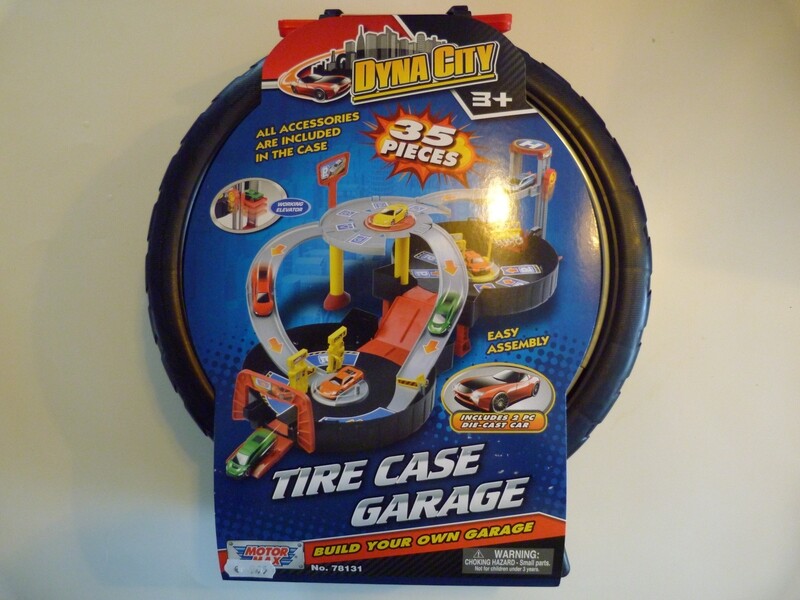 DYNA CITY
3+
ALL ACCESSORIES
ARE INCLUDED
IN THE CASE
35
PIECES
WORKING
ELEVATOR
EASY
ASSEMBLY
INCLUDES 2 PC
DIE-CAST CAR
TIRE CASE
GARAGE
BUILD YOUR OWN GARAGE
MOTOR
MAX
No. 78131
WARNING:
CHOKING HAZARD - Small parts.
Not for children under 3 years.